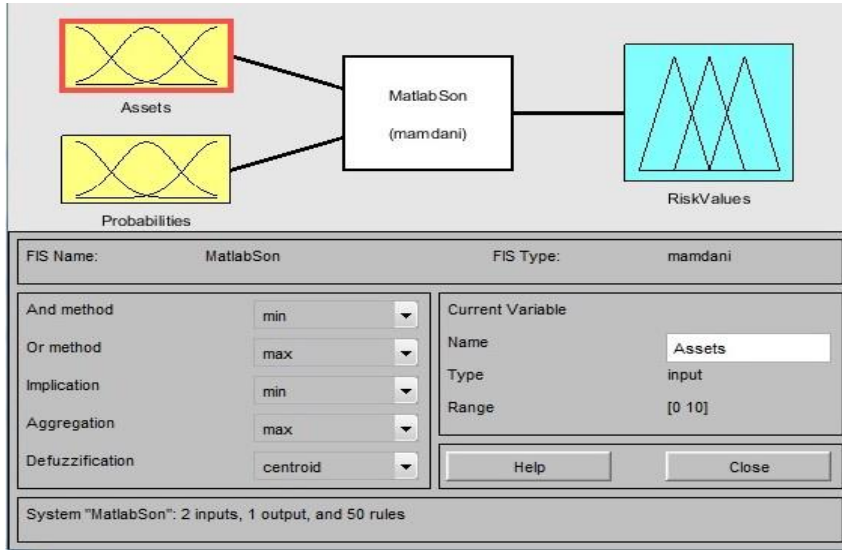 Assets
MatlabSon
(mamdani)
Probabilities
RiskValues
FIS Name: MatlabSon FIS Type: mamdani
And method min
Or method max
Implication min
Aggregation max
Defuzzification centroid
Current Variable
Name Assets
Type input
Range [0 10]
Help Close
System "MatlabSon": 2 inputs, 1 output, and 50 rules